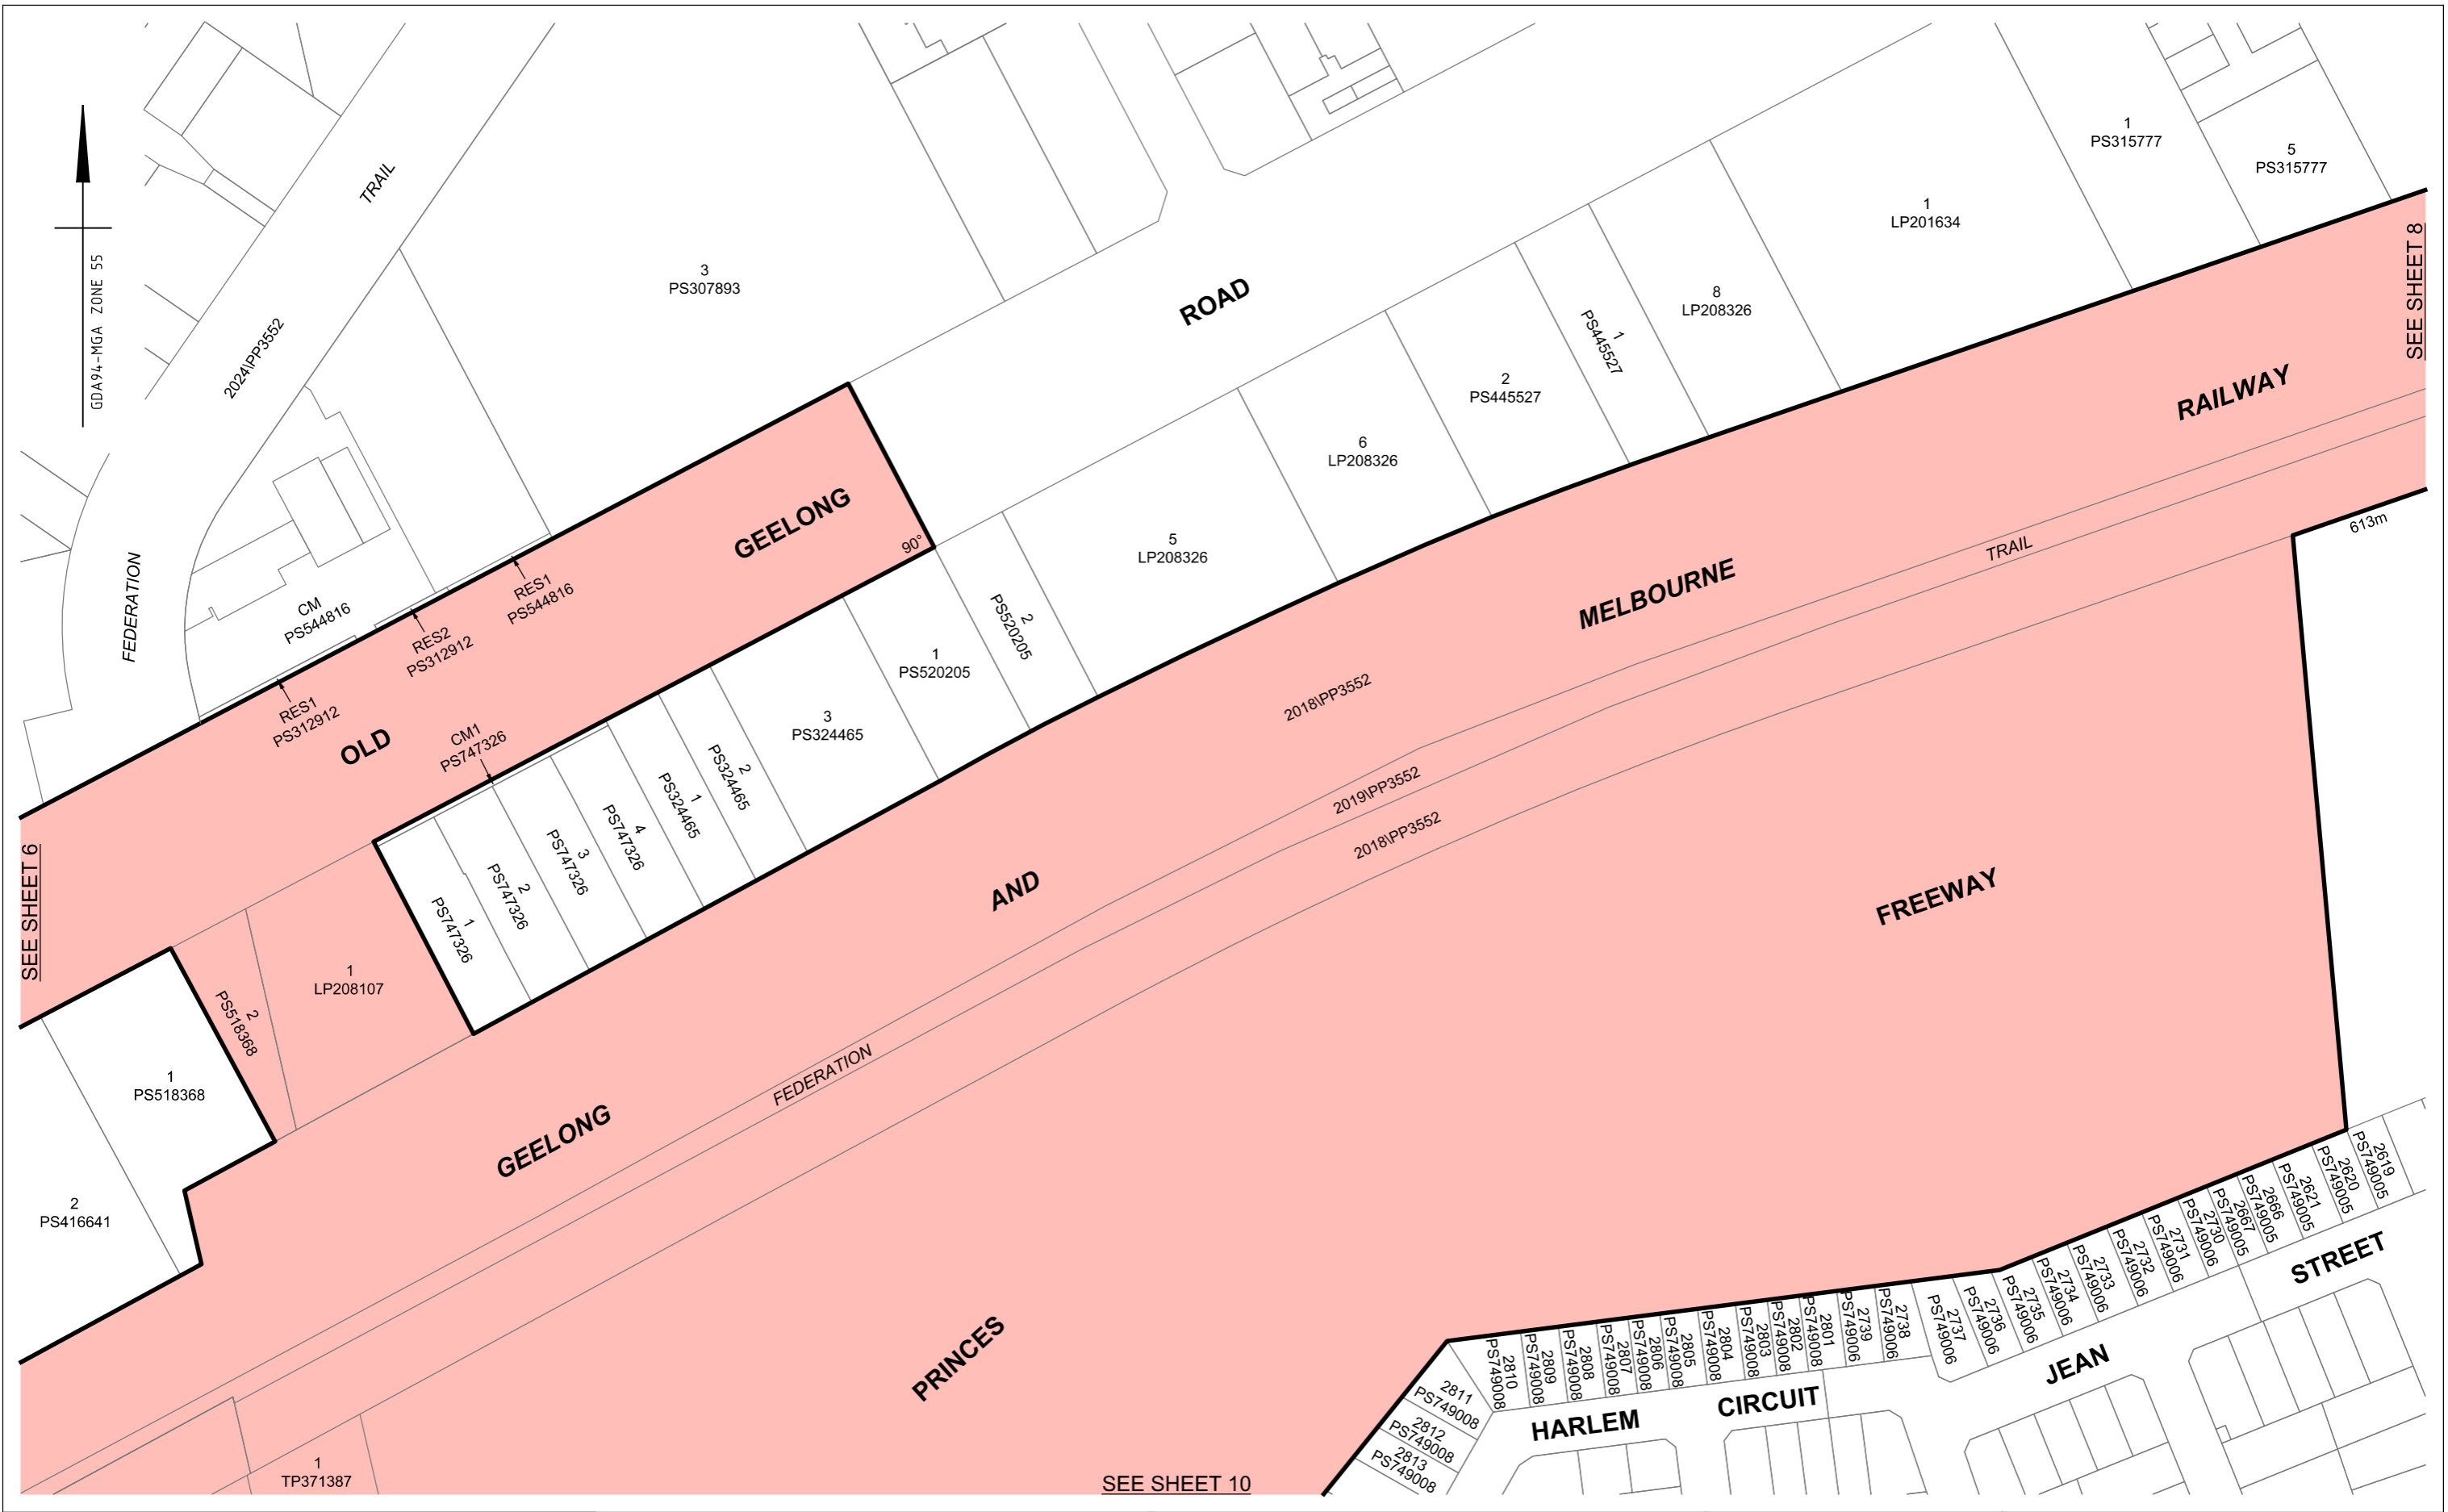 TRAIL
2024\PP3552
FEDERATION
GDA94-MGA ZONE 55
3
PS307893
ROAD
1
PS315777
5
PS315777
1
LP201634
8
LP208326
1
PS445527
2
PS445527
6
LP208326
5
LP208326
SEE SHEET 8
RAILWAY
613m
TRAIL
MELBOURNE
GEELONG
90°
RES1
PS544816
CM
PS544816
RES2
PS312912
RES1
PS312912
OLD
CM1
PS747326
2
PS520205
1
PS520205
3
PS324465
2
PS324465
1
PS324465
4
PS747326
3
PS747326
2
PS747326
1
PS747326
2018\PP3552
2019\PP3552
2018\PP3552
AND
FREEWAY
SEE SHEET 6
1
LP208107
2
PS518368
1
PS518368
2
PS416641
FEDERATION
GEELONG
PRINCES
1
TP371387
SEE SHEET 10
2619
PS749005
2620
PS749005
2621
PS749005
2666
PS749005
2667
PS749005
2730
PS749006
2731
PS749006
2732
PS749006
2733
PS749006
2734
PS749006
2735
PS749006
2736
PS749006
2737
PS749006
2738
PS749006
2739
PS749006
2801
PS749008
2802
PS749008
2803
PS749008
2804
PS749008
2805
PS749008
2806
PS749008
2807
PS749008
2808
PS749008
2809
PS749008
2810
PS749008
2811
PS749008
2812
PS749008
2813
PS749008
HARLEM
CIRCUIT
JEAN
STREET